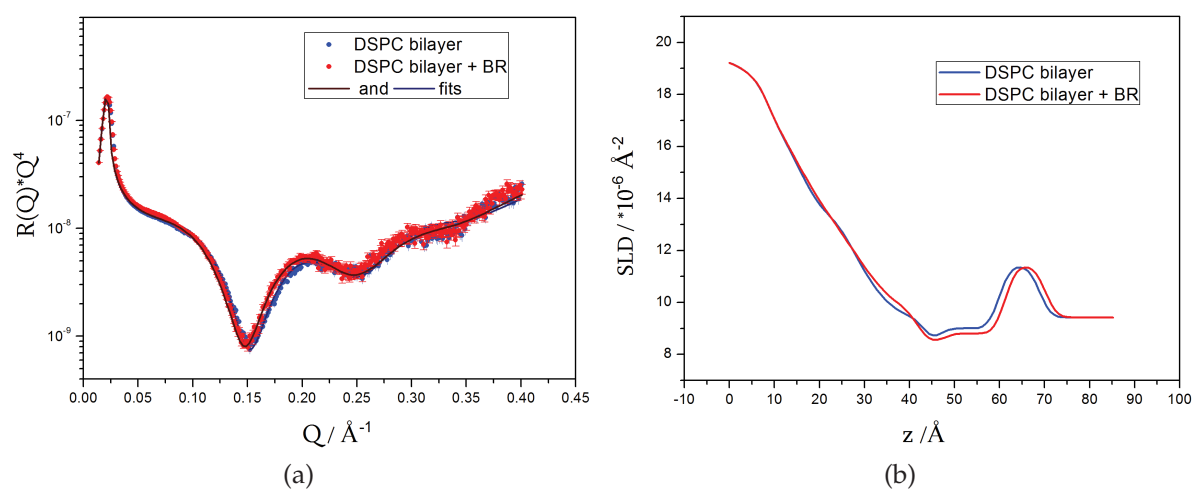 DSPC bilayer
DSPC bilayer + BR
and fits
R(Q)*Q⁴
10⁻⁷
10⁻⁸
10⁻⁹
0.00 0.05 0.10 0.15 0.20 0.25 0.30 0.35 0.40 0.45
Q / Å⁻¹
(a)
DSPC bilayer
DSPC bilayer + BR
SLD / *10⁻⁶ Å⁻²
20
18
16
14
12
10
8
-10 0 10 20 30 40 50 60 70 80 90 100
z /Å
(b)